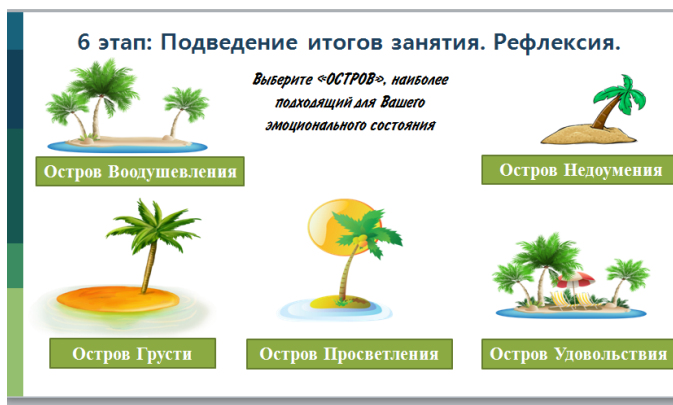 6 этап: Подведение итогов занятия. Рефлексия.
Выберите «ОСТРОВ», наиболее
подходящий для Вашего
эмоционального состояния
Остров Воодушевления
Остров Недоумения
Остров Грусти
Остров Просветления
Остров Удовольствия